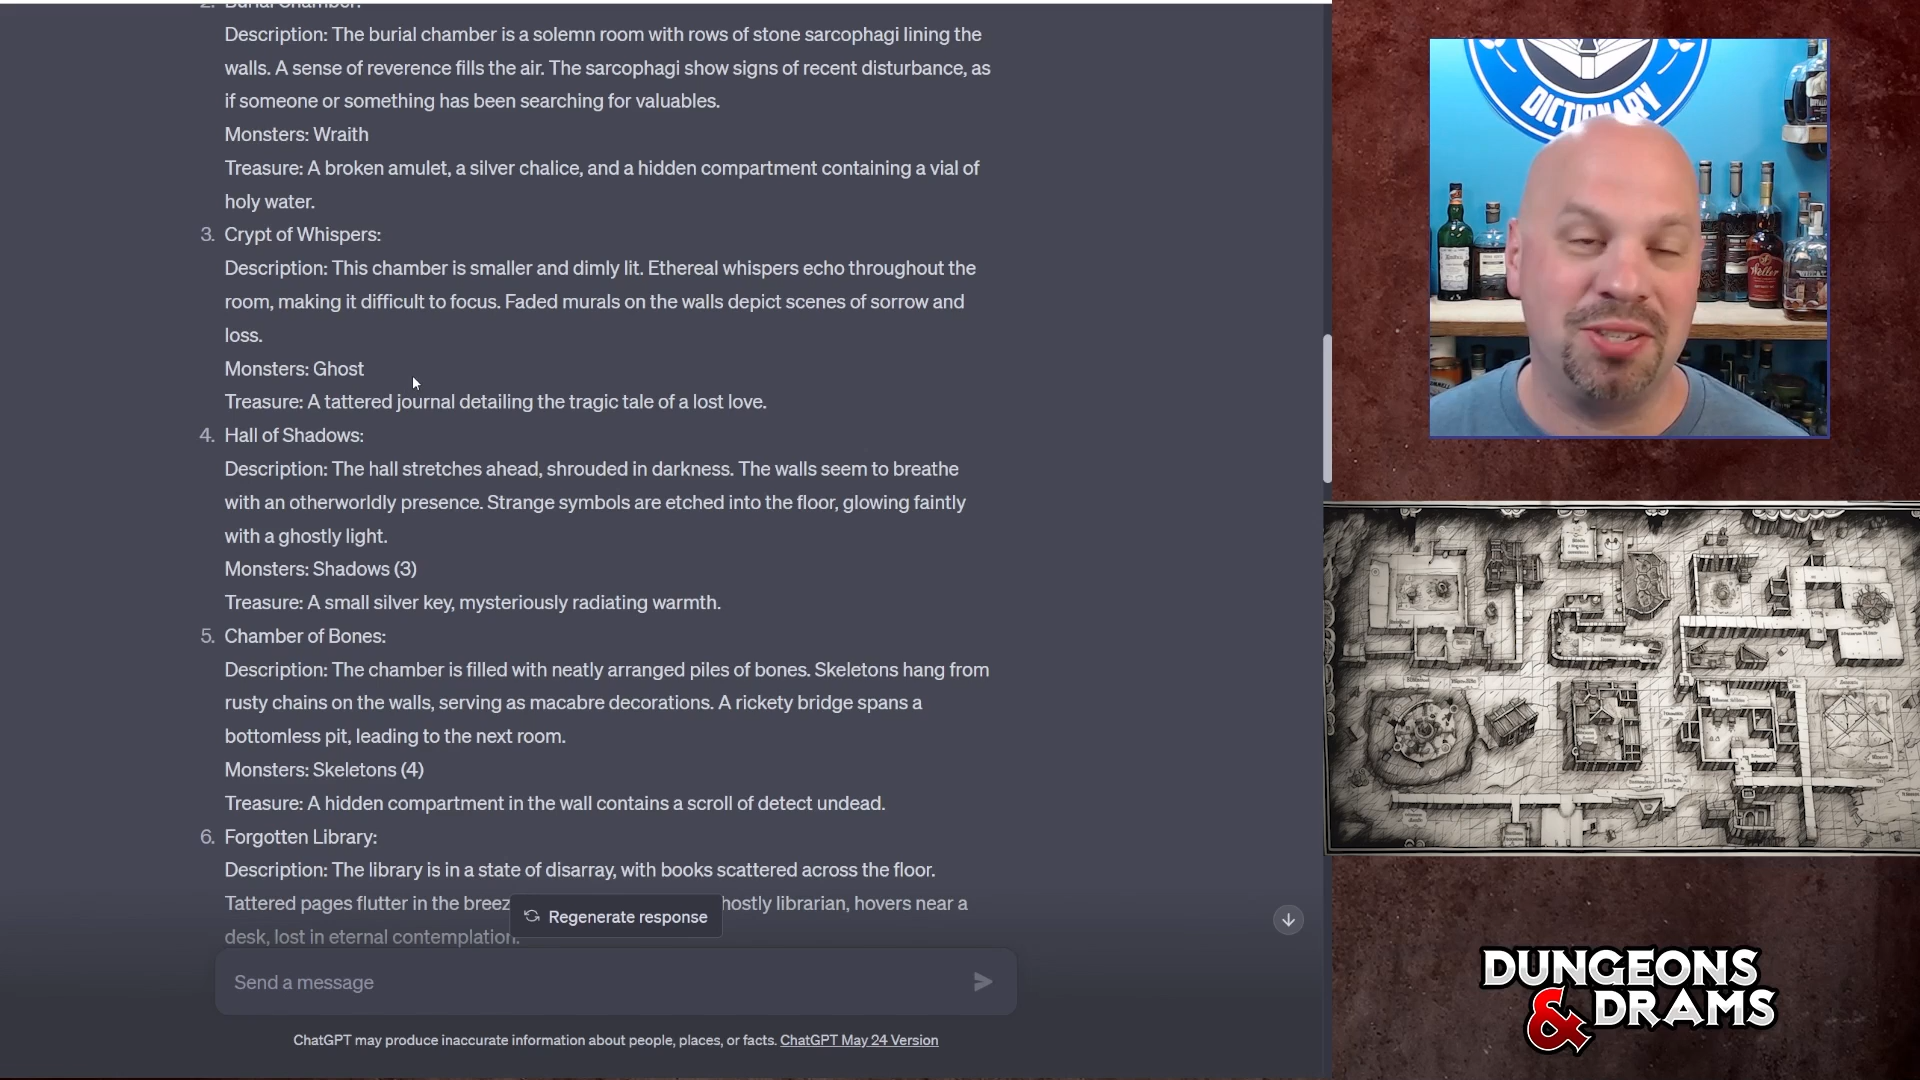 2. Burial Chamber:
Description: The burial chamber is a solemn room with rows of stone sarcophagi lining the
walls. A sense of reverence fills the air. The sarcophagi show signs of recent disturbance, as
if someone or something has been searching for valuables.
Monsters: Wraith
Treasure: A broken amulet, a silver chalice, and a hidden compartment containing a vial of
holy water.
3. Crypt of Whispers:
Description: This chamber is smaller and dimly lit. Ethereal whispers echo throughout the
room, making it difficult to focus. Faded murals on the walls depict scenes of sorrow and
loss.
Monsters: Ghost
Treasure: A tattered journal detailing the tragic tale of a lost love.
4. Hall of Shadows:
Description: The hall stretches ahead, shrouded in darkness. The walls seem to breathe
with an otherworldly presence. Strange symbols are etched into the floor, glowing faintly
with a ghostly light.
Monsters: Shadows (3)
Treasure: A small silver key, mysteriously radiating warmth.
5. Chamber of Bones:
Description: The chamber is filled with neatly arranged piles of bones. Skeletons hang from
rusty chains on the walls, serving as macabre decorations. A rickety bridge spans a
bottomless pit, leading to the next room.
Monsters: Skeletons (4)
Treasure: A hidden compartment in the wall contains a scroll of detect undead.
6. Forgotten Library:
Description: The library is in a state of disarray, with books scattered across the floor.
Tattered pages flutter in the breez hostly librarian, hovers near a
desk, lost in eternal contemplation.
Regenerate response
Send a message
ChatGPT may produce inaccurate information about people, places, or facts. ChatGPT May 24 Version
DICTIONARY
Weller
DUNGEONS
& DRAMS